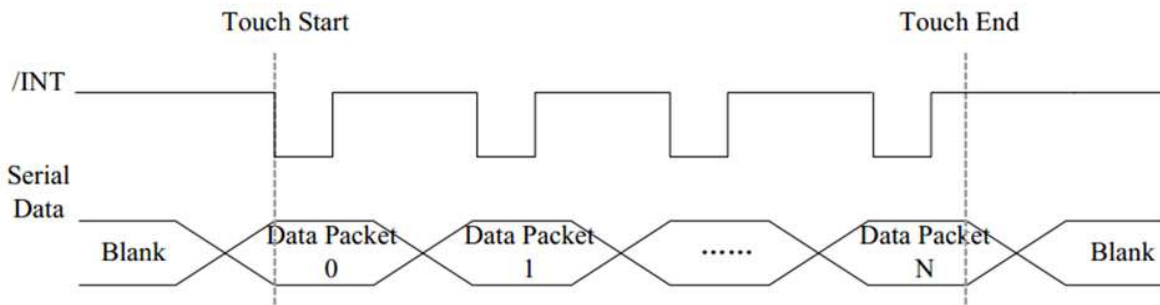 Touch Start
Touch End
/INT
Serial
Data
Blank
Data Packet
0
Data Packet
1
......
Data Packet
N
Blank